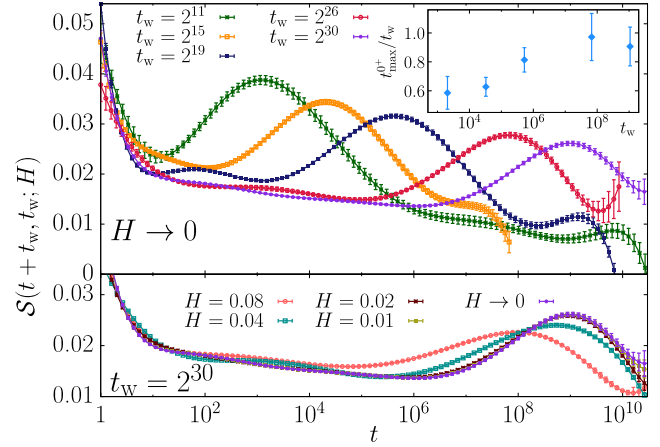 t_w = 2^11
t_w = 2^26
t_w = 2^15
t_w = 2^30
t_w = 2^19
0.05
0.04
0.03
0.02
0.01
0
H → 0
t^{0+}_max/t_w
1.0
0.8
0.6
10^4
10^6
10^8
t_w
S(t + t_w, t_w; H)
H = 0.08
H = 0.02
H → 0
H = 0.04
H = 0.01
0.03
0.02
0.01
t_w = 2^30
1
10^2
10^4
10^6
10^8
10^10
t